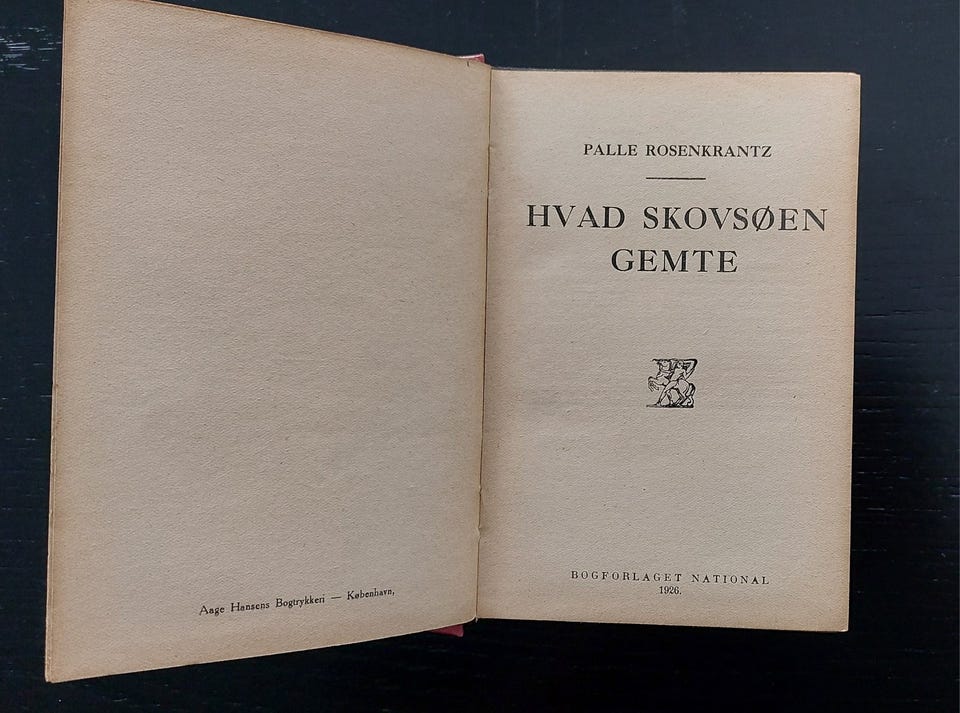 Aage Hansens Bogtrykkeri — København,
PALLE ROSENKRANTZ
HVAD SKOVSØEN
GEMTE
BOGFORLAGET NATIONAL
1926.